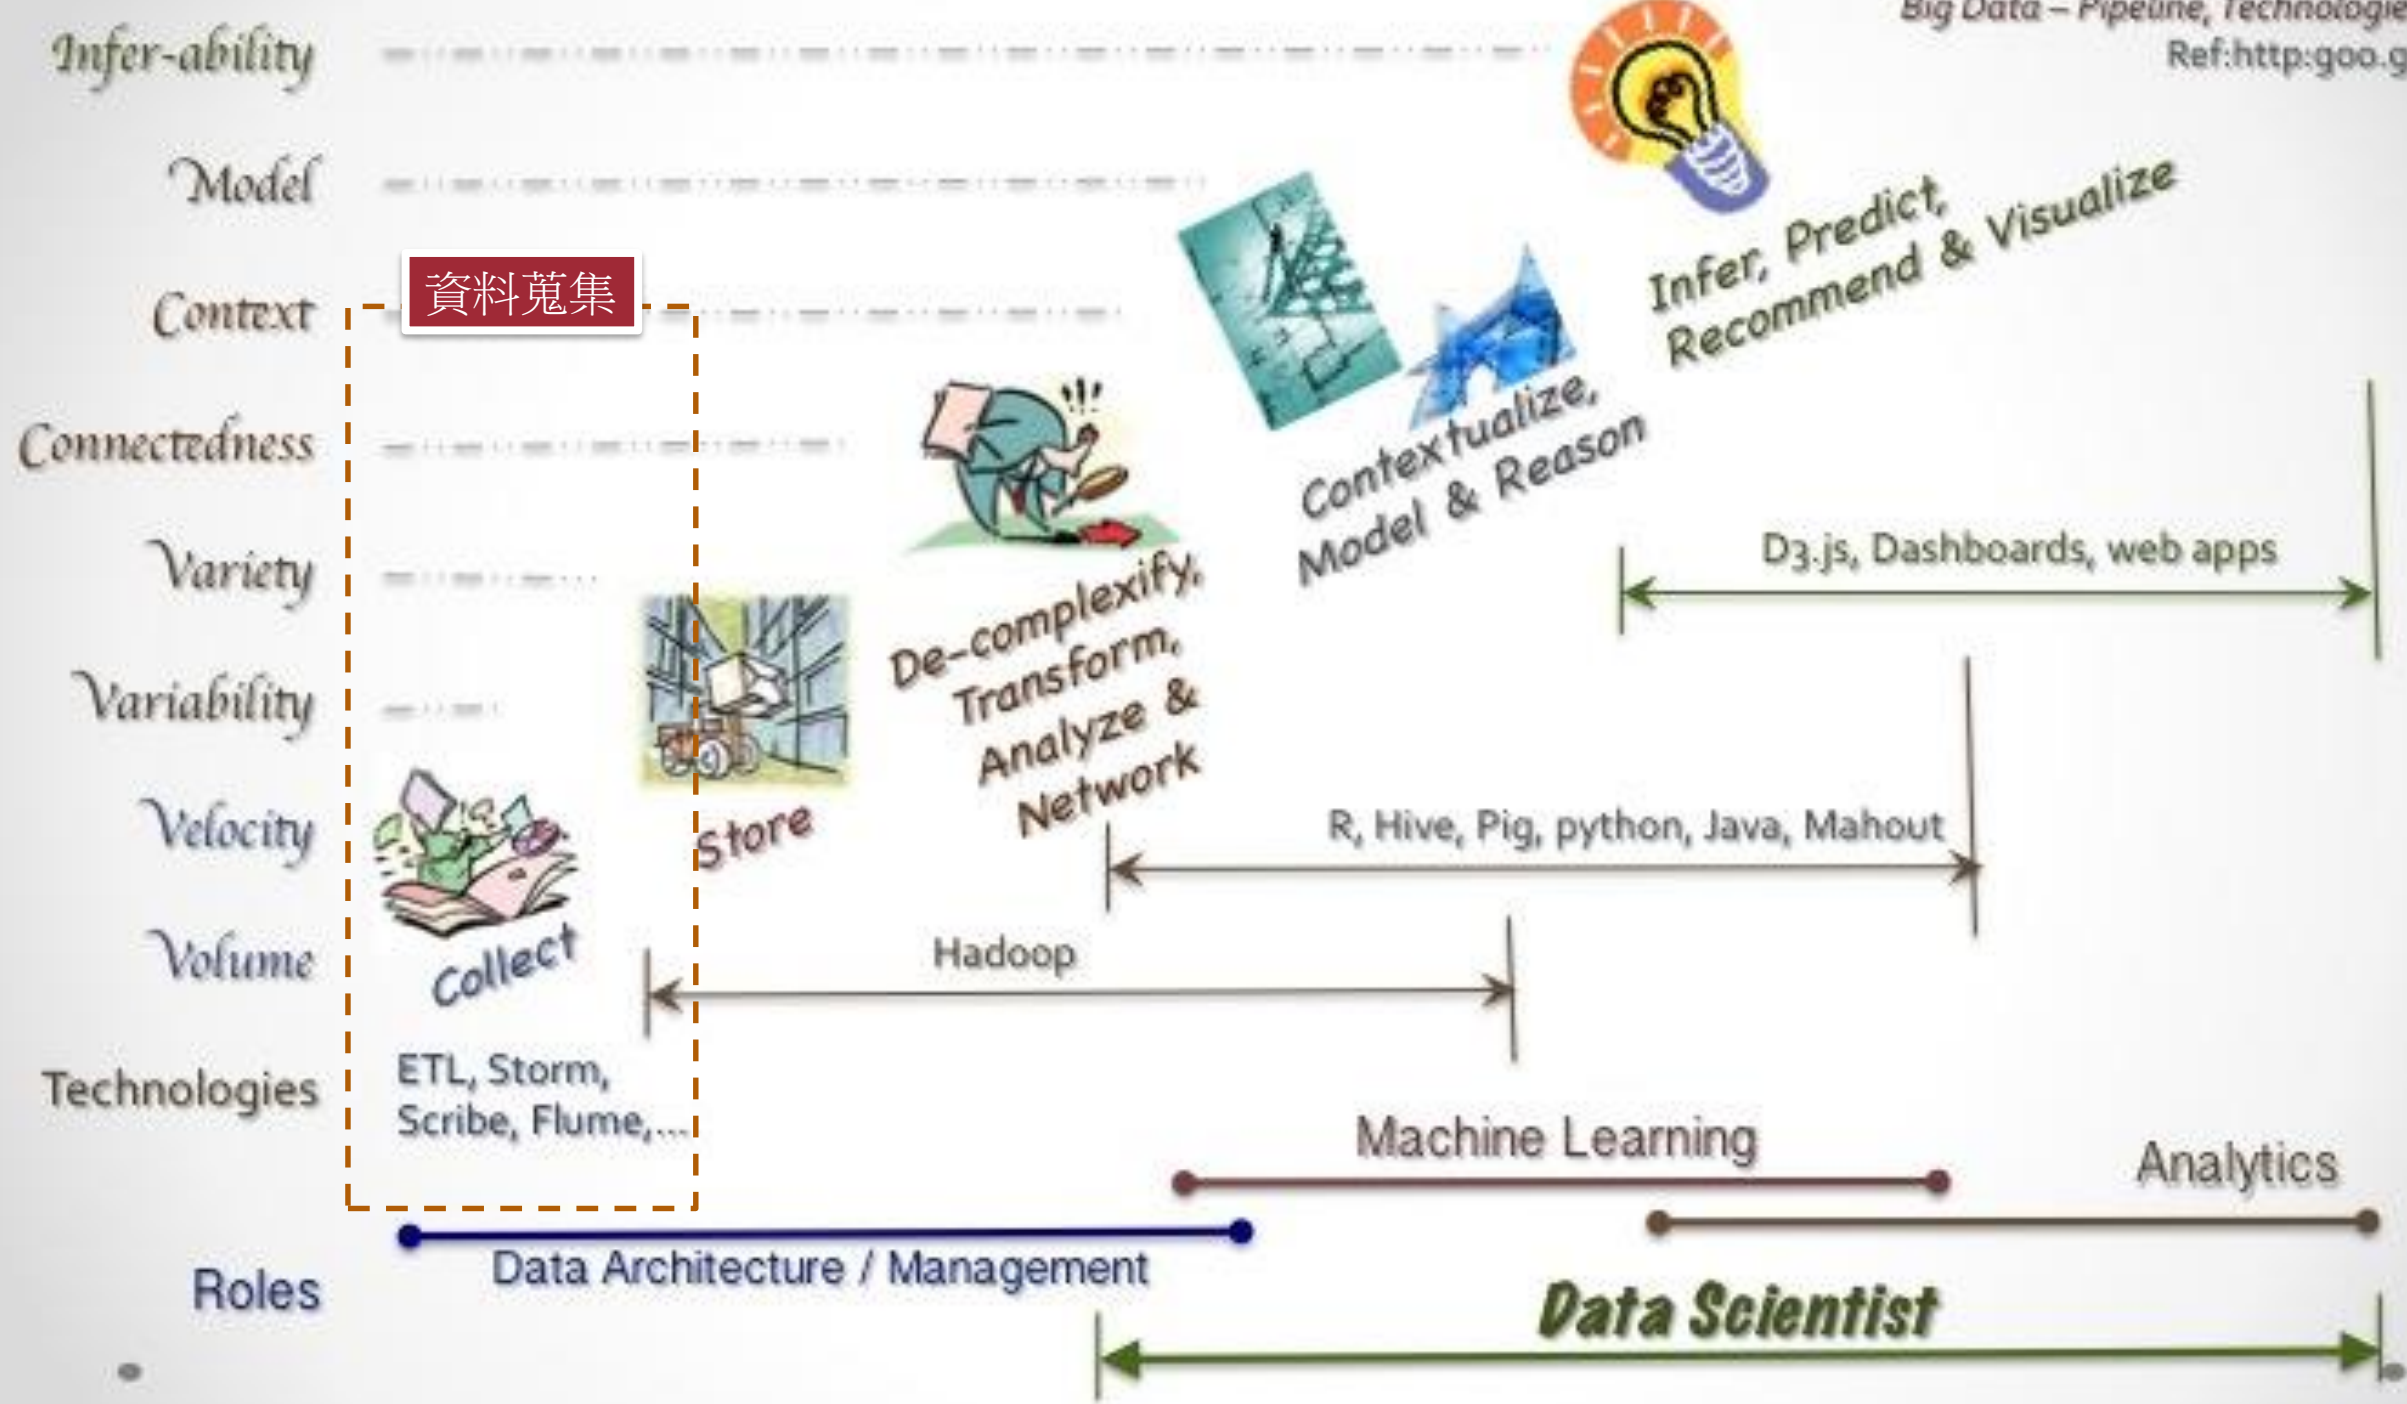 Big Data – Pipeline,
Ref:http:goo.g
Infer-ability
Model
Context
資料蒐集
Connectedness
Variety
Variability
Velocity
Volume
Technologies
Roles
Infer, Predict,
Recommend & Visualize
Contextualize,
Model & Reason
De-complexify,
Transform,
Analyze &
Network
Store
Collect
D3.js, Dashboards, web apps
R, Hive, Pig, python, Java, Mahout
Hadoop
ETL, Storm,
Scribe, Flume,...
Machine Learning
Analytics
Data Architecture / Management
Data Scientist